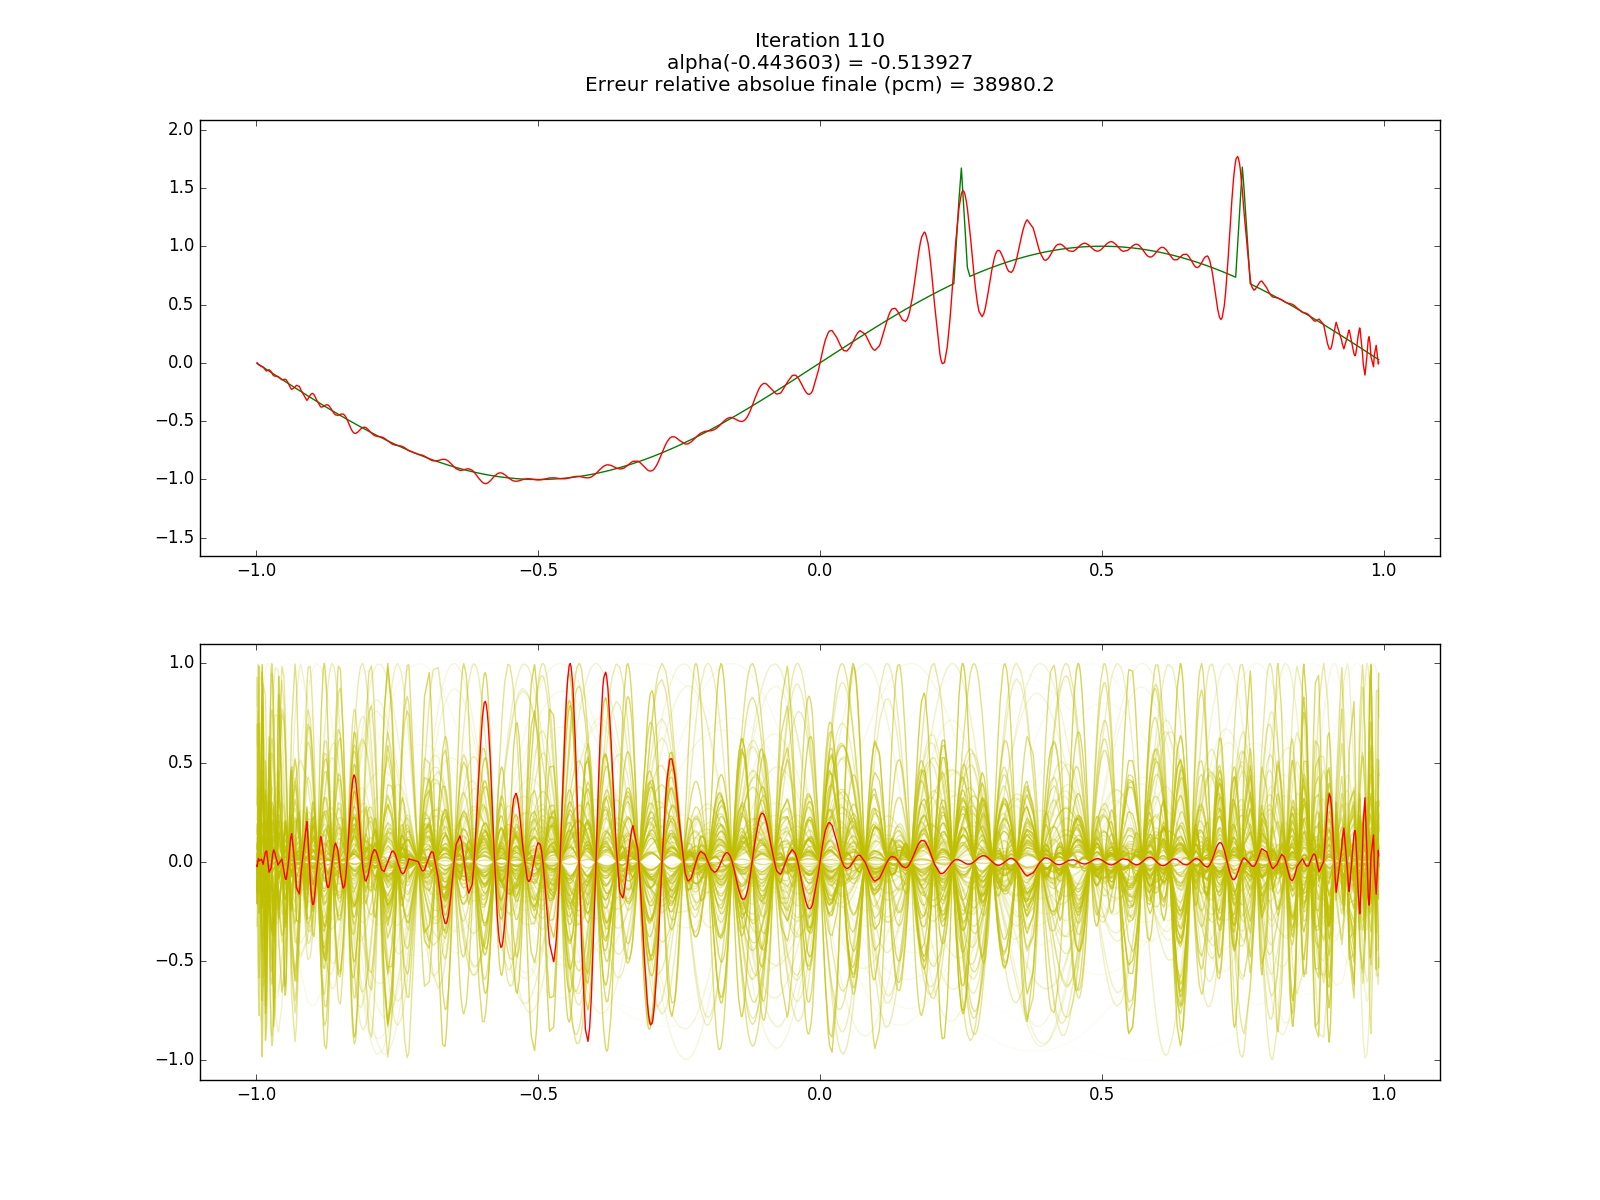 Iteration 110
alpha(-0.443603) = -0.513927
Erreur relative absolue finale (pcm) = 38980.2
2.0
1.5
1.0
0.5
0.0
−0.5
−1.0
−1.5
−1.0 −0.5 0.0 0.5 1.0
1.0
0.5
0.0
−0.5
−1.0
−1.0 −0.5 0.0 0.5 1.0